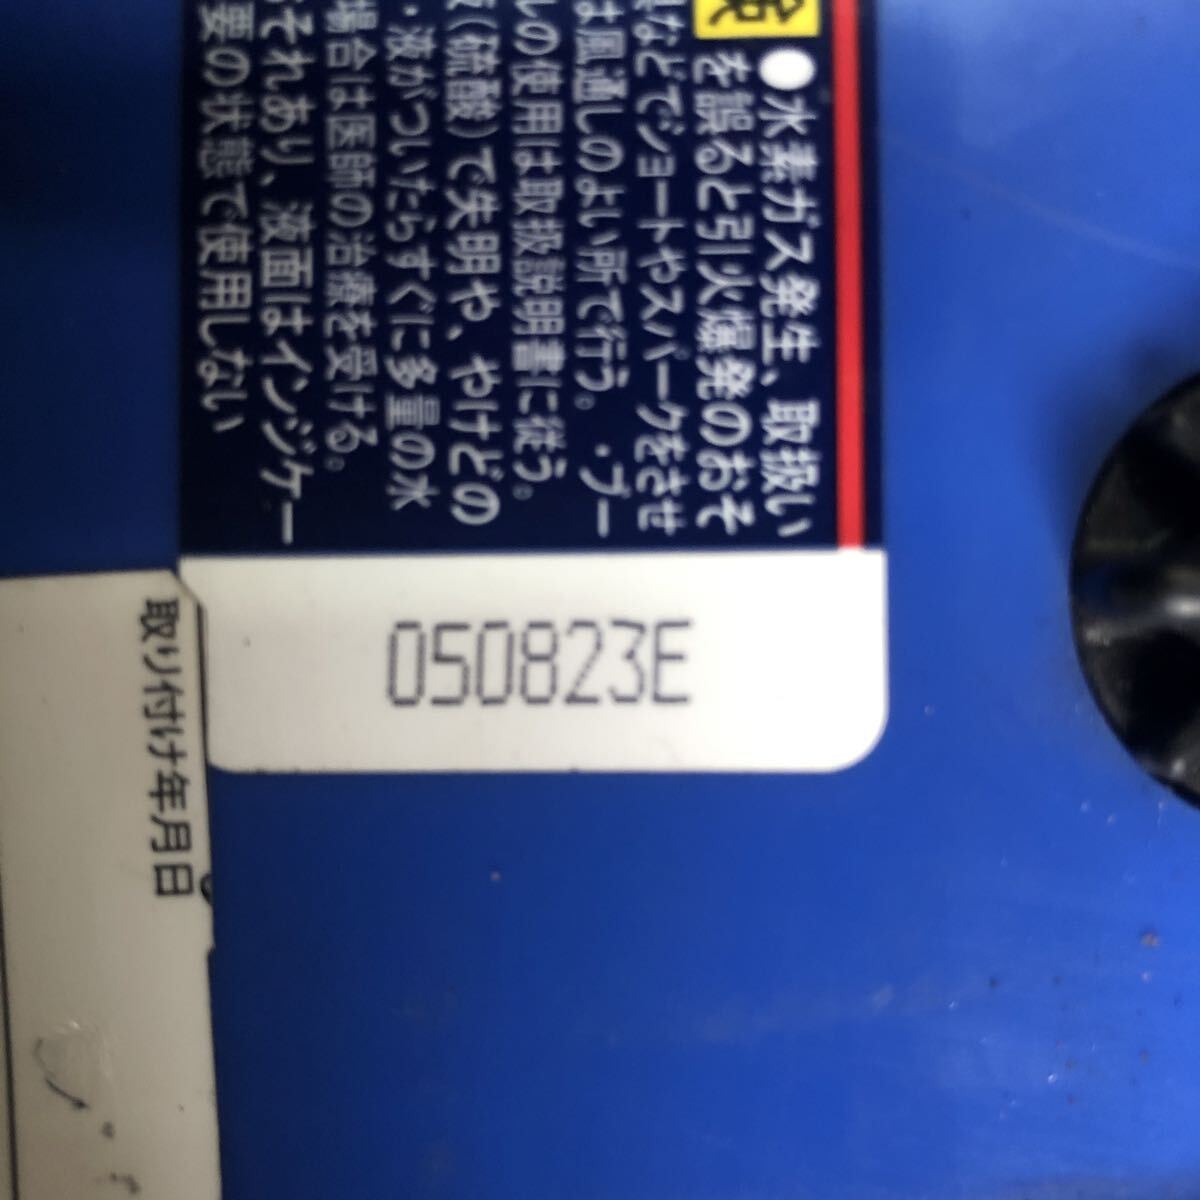 険
●水素ガス発生、取扱い
を誤ると引火爆発のおそ
などでショートやスパークをさせ
は風通しのよい所で行う。・ブー
の使用は取扱説明書に従う。
(硫酸)で失明や、やけどの
・液がついたらすぐに多量の水
場合は医師の治療を受ける。
それあり、液面はインジケー
要の状態で使用しない
050823E
取り付け年月日